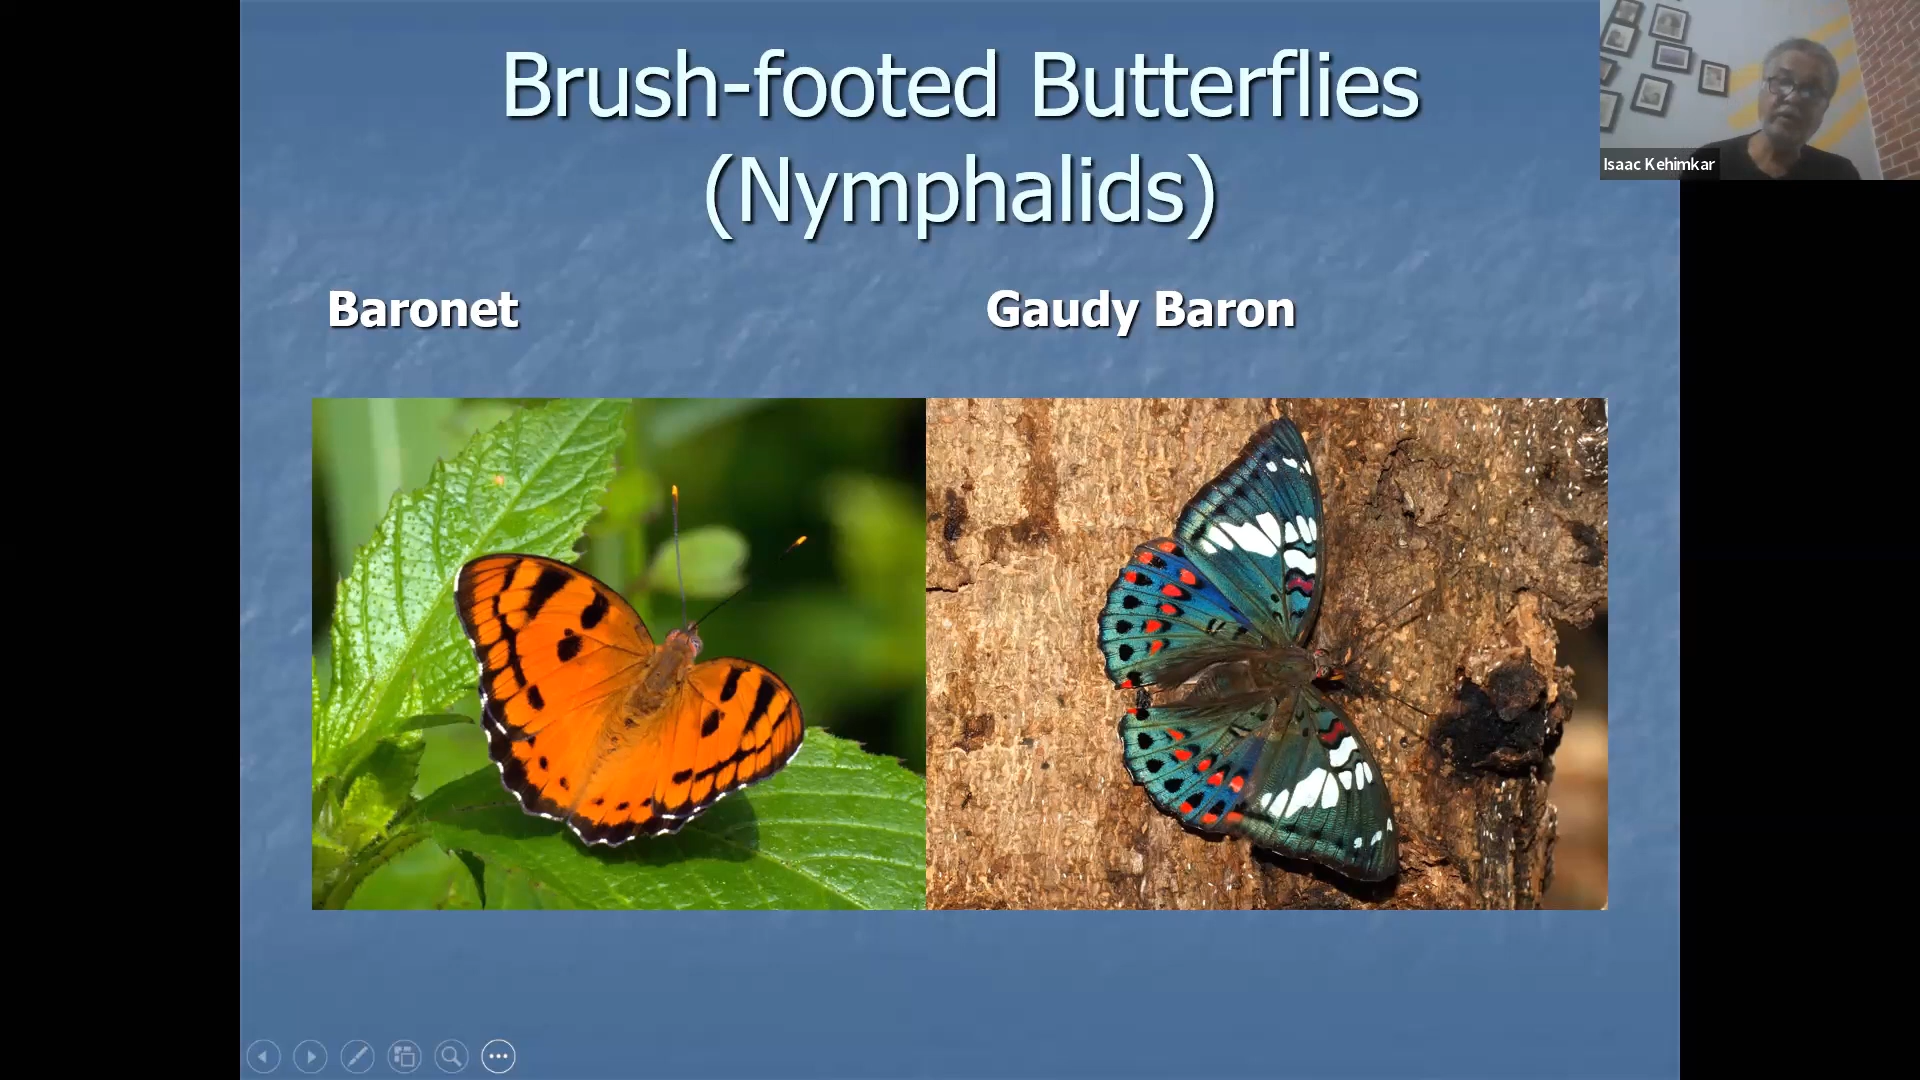 Brush-footed Butterflies
(Nymphalids)
Isaac Kehimkar
Baronet
Gaudy Baron